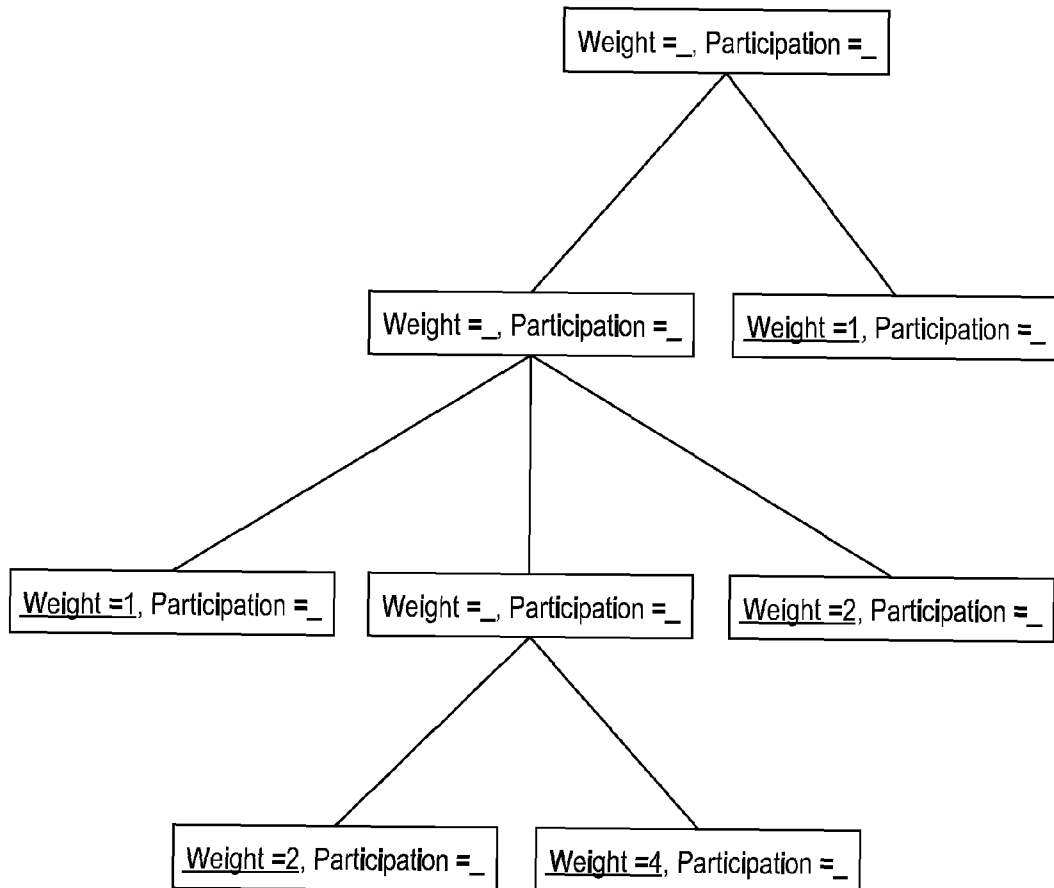 Weight =_, Participation =_
Weight =_, Participation =_
Weight =1, Participation =_
Weight =1, Participation =_
Weight =_, Participation =_
Weight =2, Participation =_
Weight =2, Participation =_
Weight =4, Participation =_